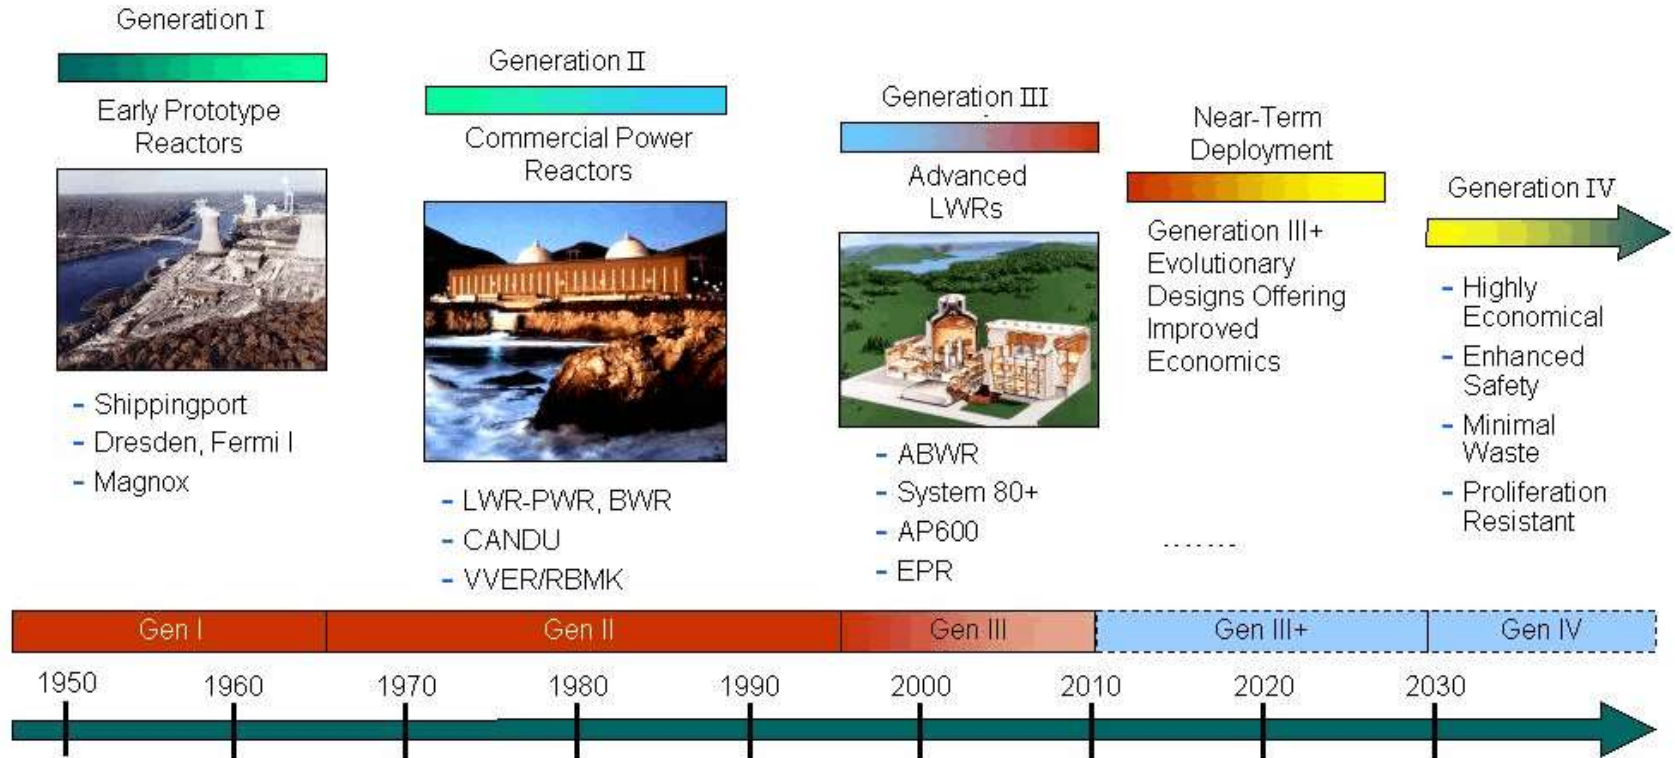 Generation I
Early Prototype
Reactors
- Shippingport
- Dresden, Fermi I
- Magnox
Generation II
Commercial Power
Reactors
- LWR-PWR, BWR
- CANDU
- VVER/RBMK
Generation III
Advanced
LWRs
- ABWR
- System 80+
- AP600
- EPR
Near-Term
Deployment
Generation III+
Evolutionary
Designs Offering
Improved
Economics
.......
Generation IV
- Highly
Economical
- Enhanced
Safety
- Minimal
Waste
- Proliferation
Resistant
Gen I
Gen II
Gen III
Gen III+
Gen IV
1950
1960
1970
1980
1990
2000
2010
2020
2030